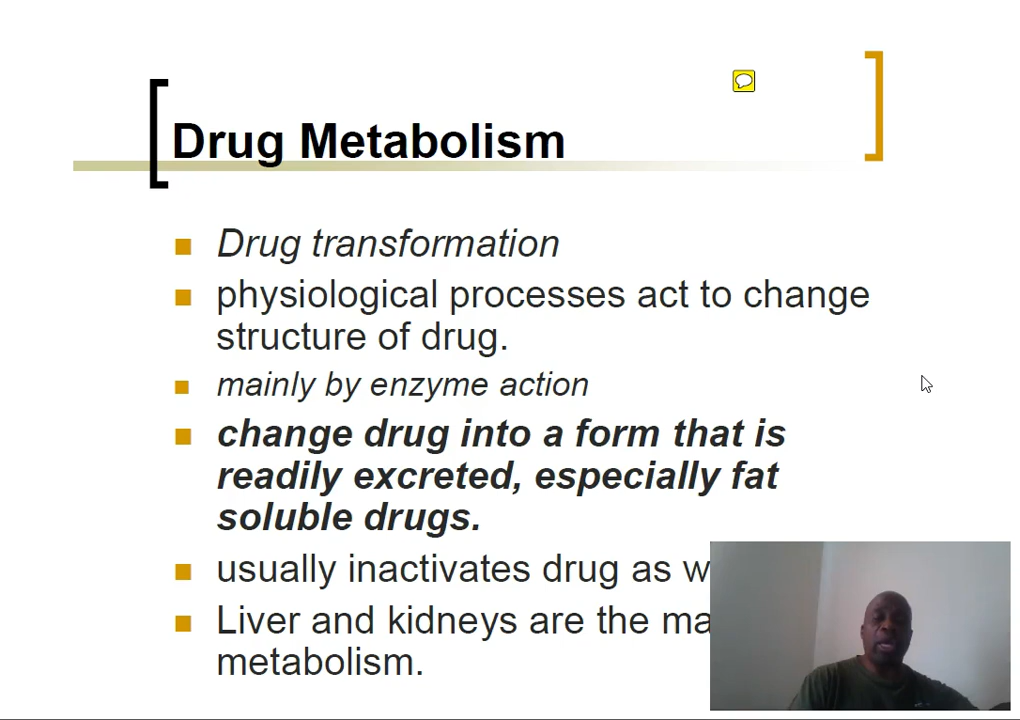 Drug Metabolism
Drug transformation
physiological processes act to change
structure of drug.
mainly by enzyme action
change drug into a form that is
readily excreted, especially fat
soluble drugs.
usually inactivates drug as
Liver and kidneys are the
metabolism.